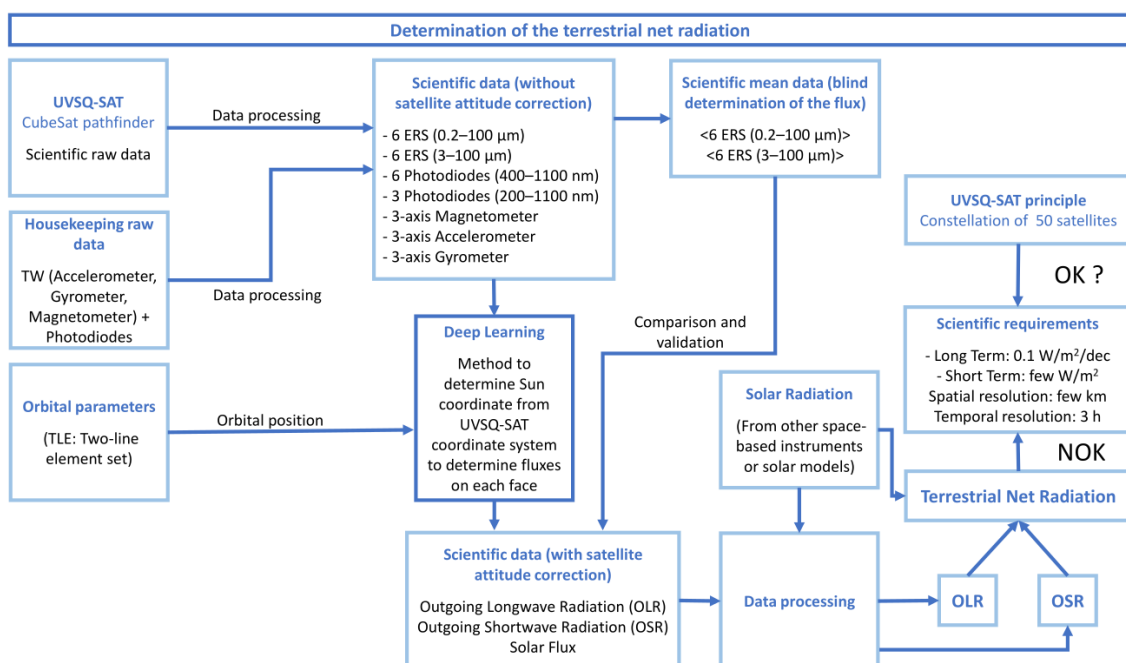 Determination of the terrestrial net radiation
UVSQ-SAT
CubeSat pathfinder
Scientific raw data
Data processing
Housekeeping raw
data
TW (Accelerometer,
Gyrometer,
Magnetometer) +
Photodiodes
Data processing
Orbital parameters
(TLE: Two-line
element set)
Orbital position
Scientific data (without
satellite attitude correction)
- 6 ERS (0.2–100 µm)
- 6 ERS (3–100 µm)
- 6 Photodiodes (400–1100 nm)
- 3 Photodiodes (200–1100 nm)
- 3-axis Magnetometer
- 3-axis Accelerometer
- 3-axis Gyrometer
Deep Learning
Method to
determine Sun
coordinate from
UVSQ-SAT
coordinate system
to determine fluxes
on each face
Scientific mean data (blind
determination of the flux)
<6 ERS (0.2–100 µm)>
<6 ERS (3–100 µm)>
Comparison and
validation
Scientific data (with satellite
attitude correction)
Outgoing Longwave Radiation (OLR)
Outgoing Shortwave Radiation (OSR)
Solar Flux
Solar Radiation
(From other space-
based instruments
or solar models)
Data processing
UVSQ-SAT principle
Constellation of 50 satellites
OK ?
Scientific requirements
- Long Term: 0.1 W/m²/dec
- Short Term: few W/m²
Spatial resolution: few km
Temporal resolution: 3 h
NOK
Terrestrial Net Radiation
OLR
OSR